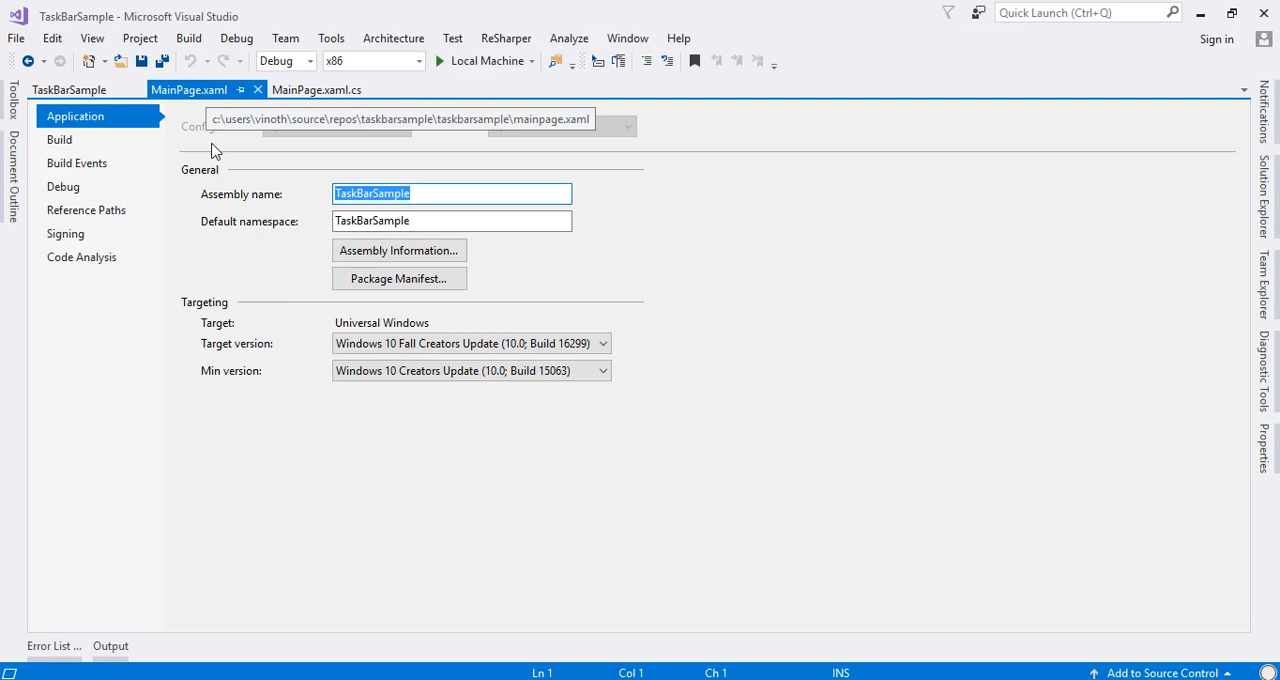 TaskBarSample - Microsoft Visual Studio
Quick Launch (Ctrl+Q)
File Edit View Project Build Debug Team Tools Architecture Test ReSharper Analyze Window Help
Sign in
Debug x86 Local Machine
TaskBarSample MainPage.xaml MainPage.xaml.cs
Toolbox
Document Outline
Application
Build
Build Events
Debug
Reference Paths
Signing
Code Analysis
c:\users\vinoth\source\repos\taskbarsample\taskbarsample\mainpage.xaml
General
Assembly name: TaskBarSample
Default namespace: TaskBarSample
Assembly Information...
Package Manifest...
Targeting
Target: Universal Windows
Target version: Windows 10 Fall Creators Update (10.0; Build 16299)
Min version: Windows 10 Creators Update (10.0; Build 15063)
Notifications
Solution Explorer
Team Explorer
Diagnostic Tools
Properties
Error List ... Output
Ln 1 Col 1 Ch 1 INS Add to Source Control